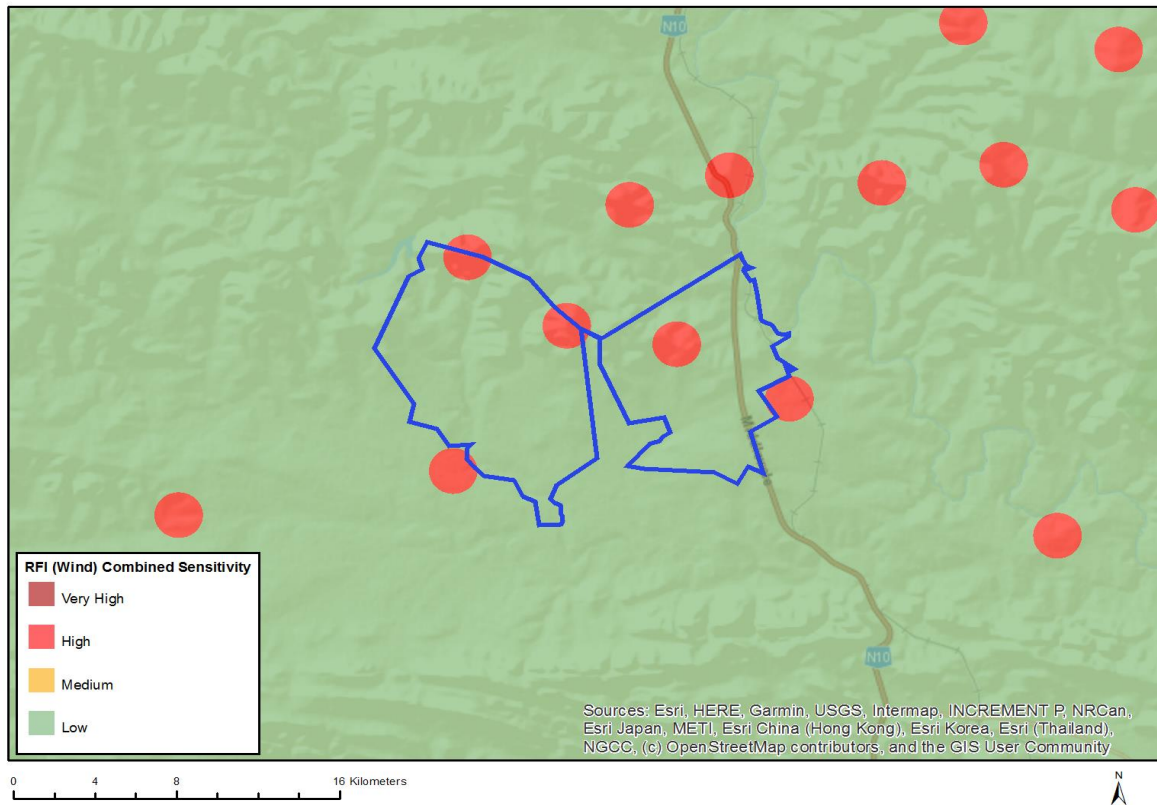 N10
N10
RFI (Wind) Combined Sensitivity
Very High
High
Medium
Low
Sources: Esri, HERE, Garmin, USGS, Intermap, INCREMENT P, NRCan,
Esri Japan, METI, Esri China (Hong Kong), Esri Korea, Esri (Thailand),
NGCC, (c) OpenStreetMap contributors, and the GIS User Community
0 4 8 16 Kilometers
N